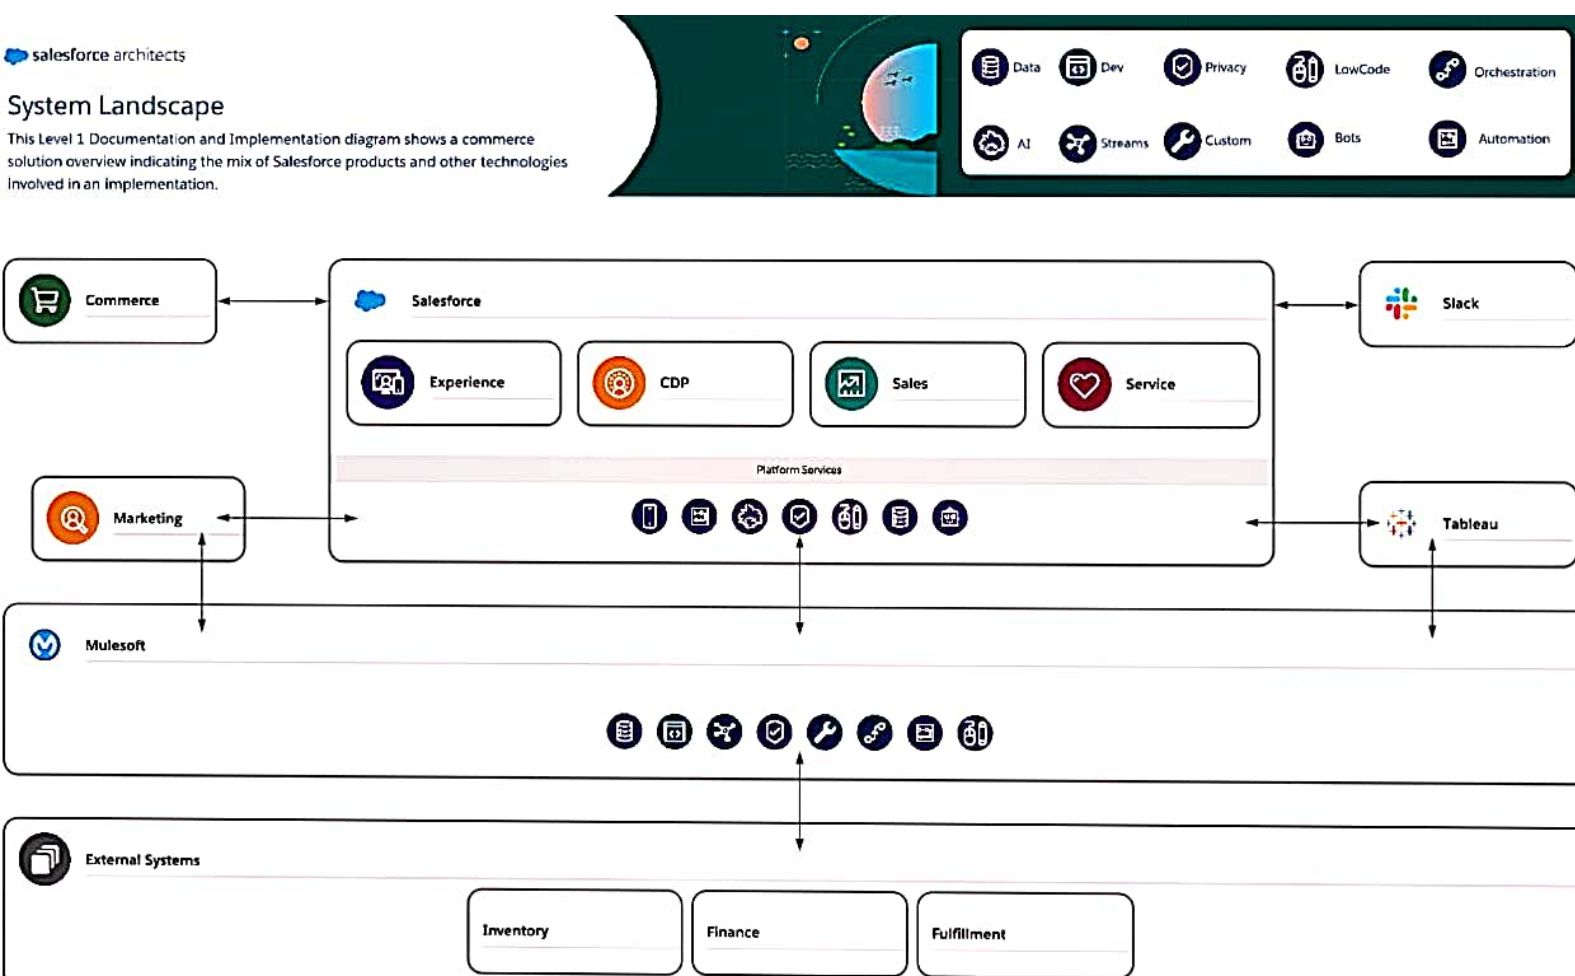 salesforce architects
System Landscape
This Level 1 Documentation and Implementation diagram shows a commerce
solution overview indicating the mix of Salesforce products and other technologies
involved in an implementation.
Data
Dev
Privacy
LowCode
Orchestration
AI
Streams
Custom
Bots
Automation
Commerce
Salesforce
Slack
Experience
CDP
Sales
Service
Platform Services
Marketing
Tableau
Mulesoft
External Systems
Inventory
Finance
Fulfillment